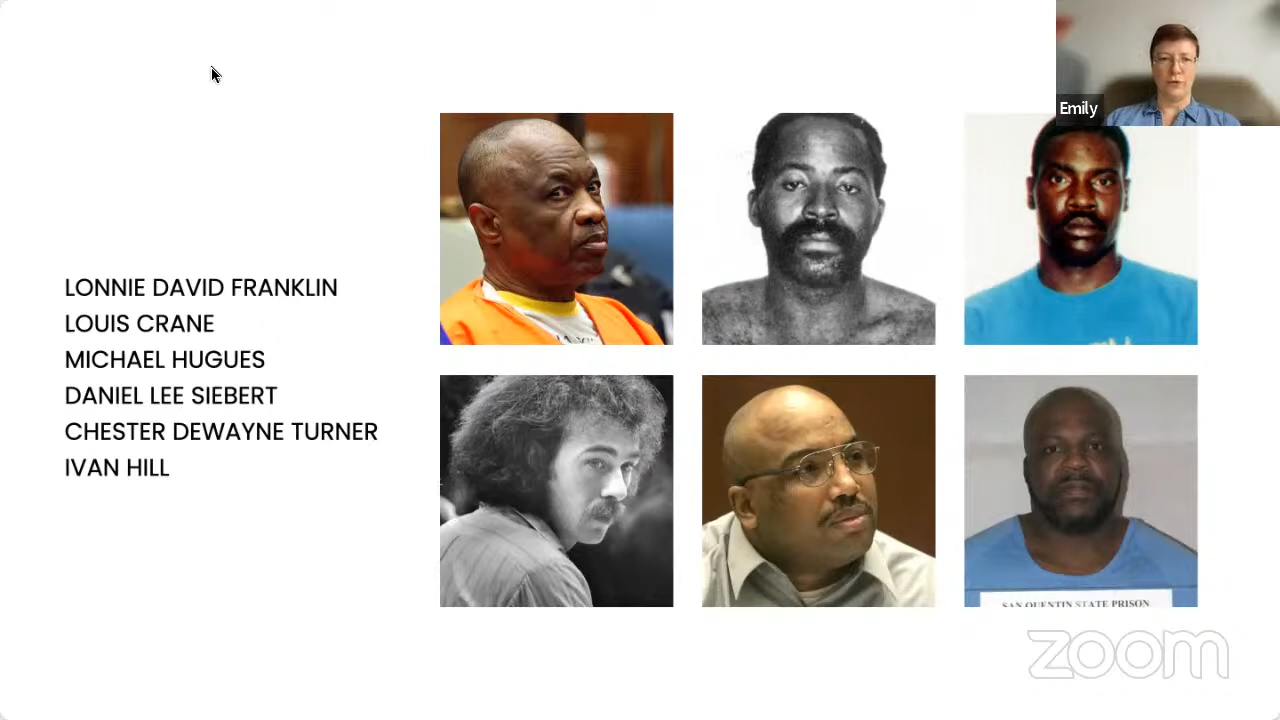 Emily
LONNIE DAVID FRANKLIN
LOUIS CRANE
MICHAEL HUGUES
DANIEL LEE SIEBERT
CHESTER DEWAYNE TURNER
IVAN HILL
SAN QUENTIN STATE PRISON
zoom